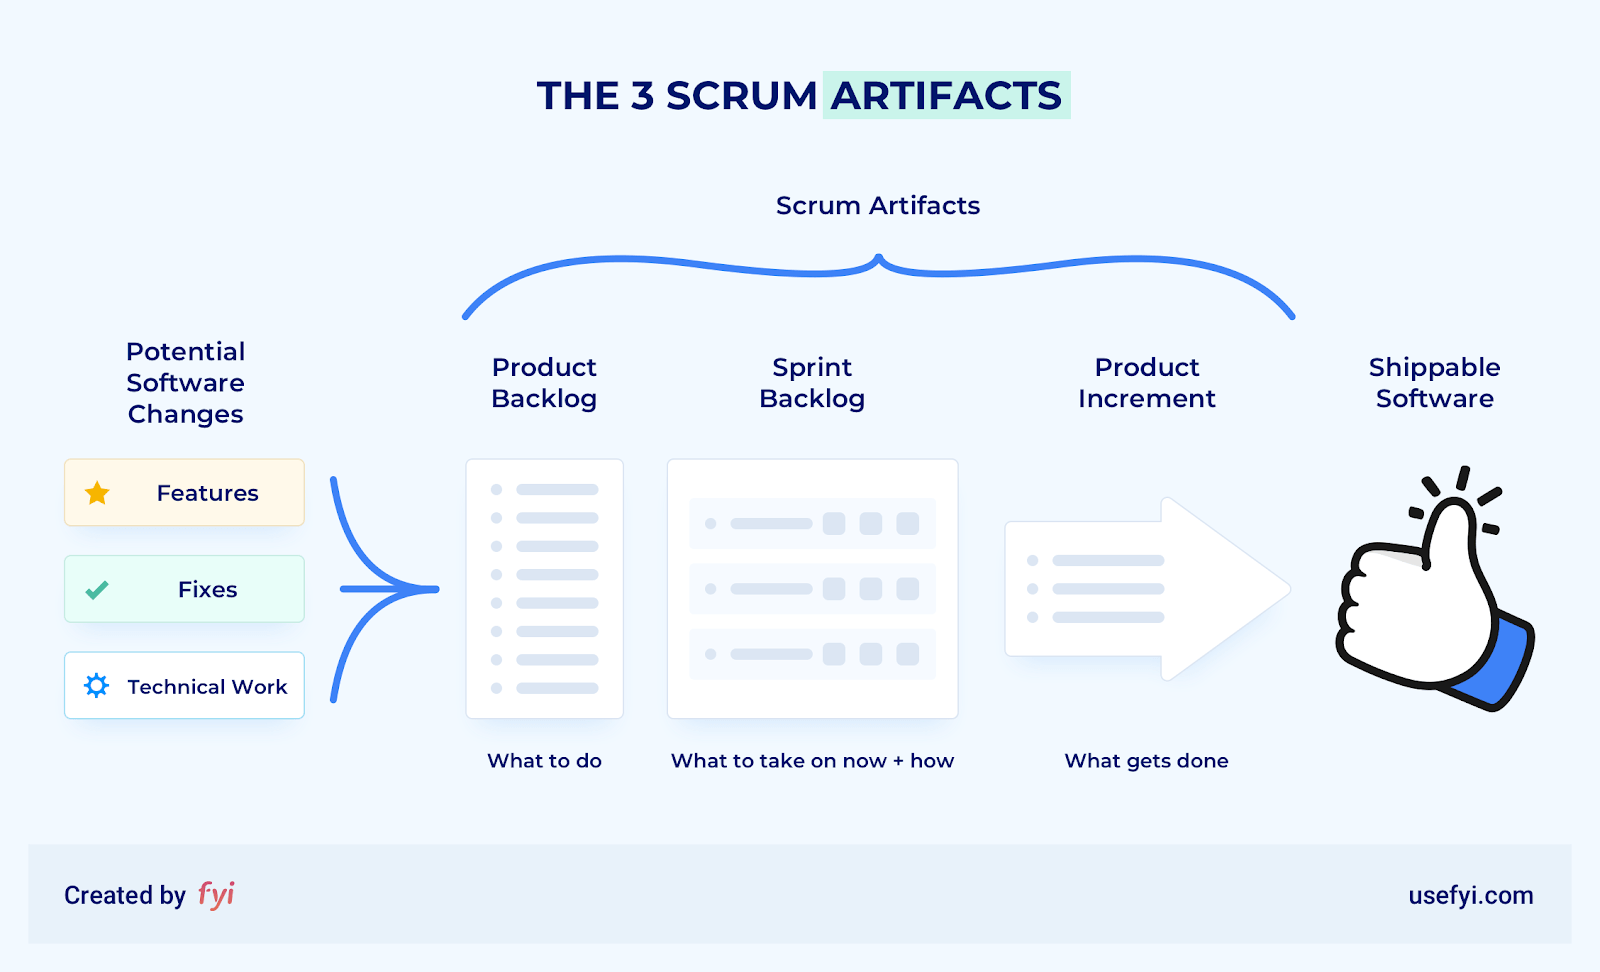 THE 3 SCRUM ARTIFACTS
Scrum Artifacts
Potential
Software
Changes
Features
Fixes
Technical Work
Product
Backlog
What to do
Sprint
Backlog
What to take on now + how
Product
Increment
What gets done
Shippable
Software
Created by fyi
usefyi.com